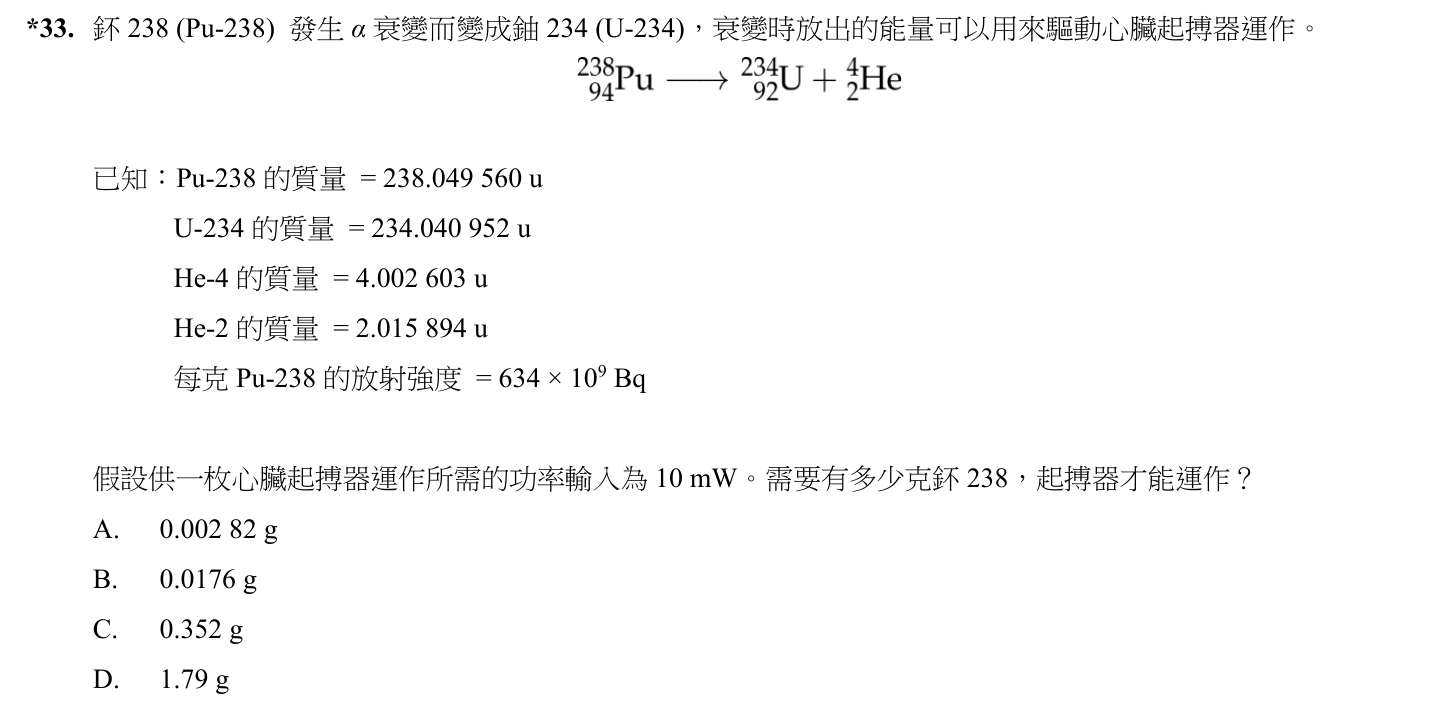 *33. 鈈 238 (Pu-238) 發生 α 衰變而變成鈾 234 (U-234)，衰變時放出的能量可以用來驅動心臟起搏器運作。
²³⁸₉₄Pu ⟶ ²³⁴₉₂U + ⁴₂He
已知：Pu-238 的質量 = 238.049 560 u
U-234 的質量 = 234.040 952 u
He-4 的質量 = 4.002 603 u
He-2 的質量 = 2.015 894 u
每克 Pu-238 的放射強度 = 634 × 10⁹ Bq
假設供一枚心臟起搏器運作所需的功率輸入為 10 mW。需要有多少克鈈 238，起搏器才能運作？
A. 0.002 82 g
B. 0.0176 g
C. 0.352 g
D. 1.79 g